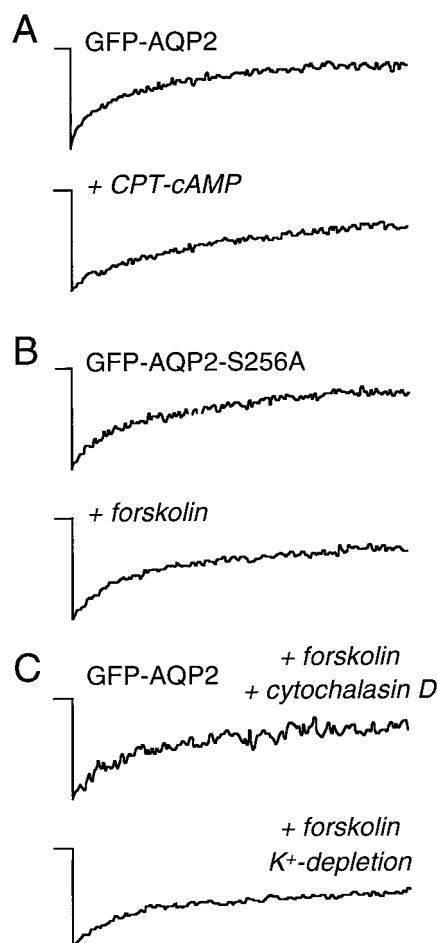 A
GFP-AQP2
+ CPT-cAMP
B
GFP-AQP2-S256A
+ forskolin
C
GFP-AQP2
+ forskolin
+ cytochalasin D
+ forskolin
K⁺-depletion